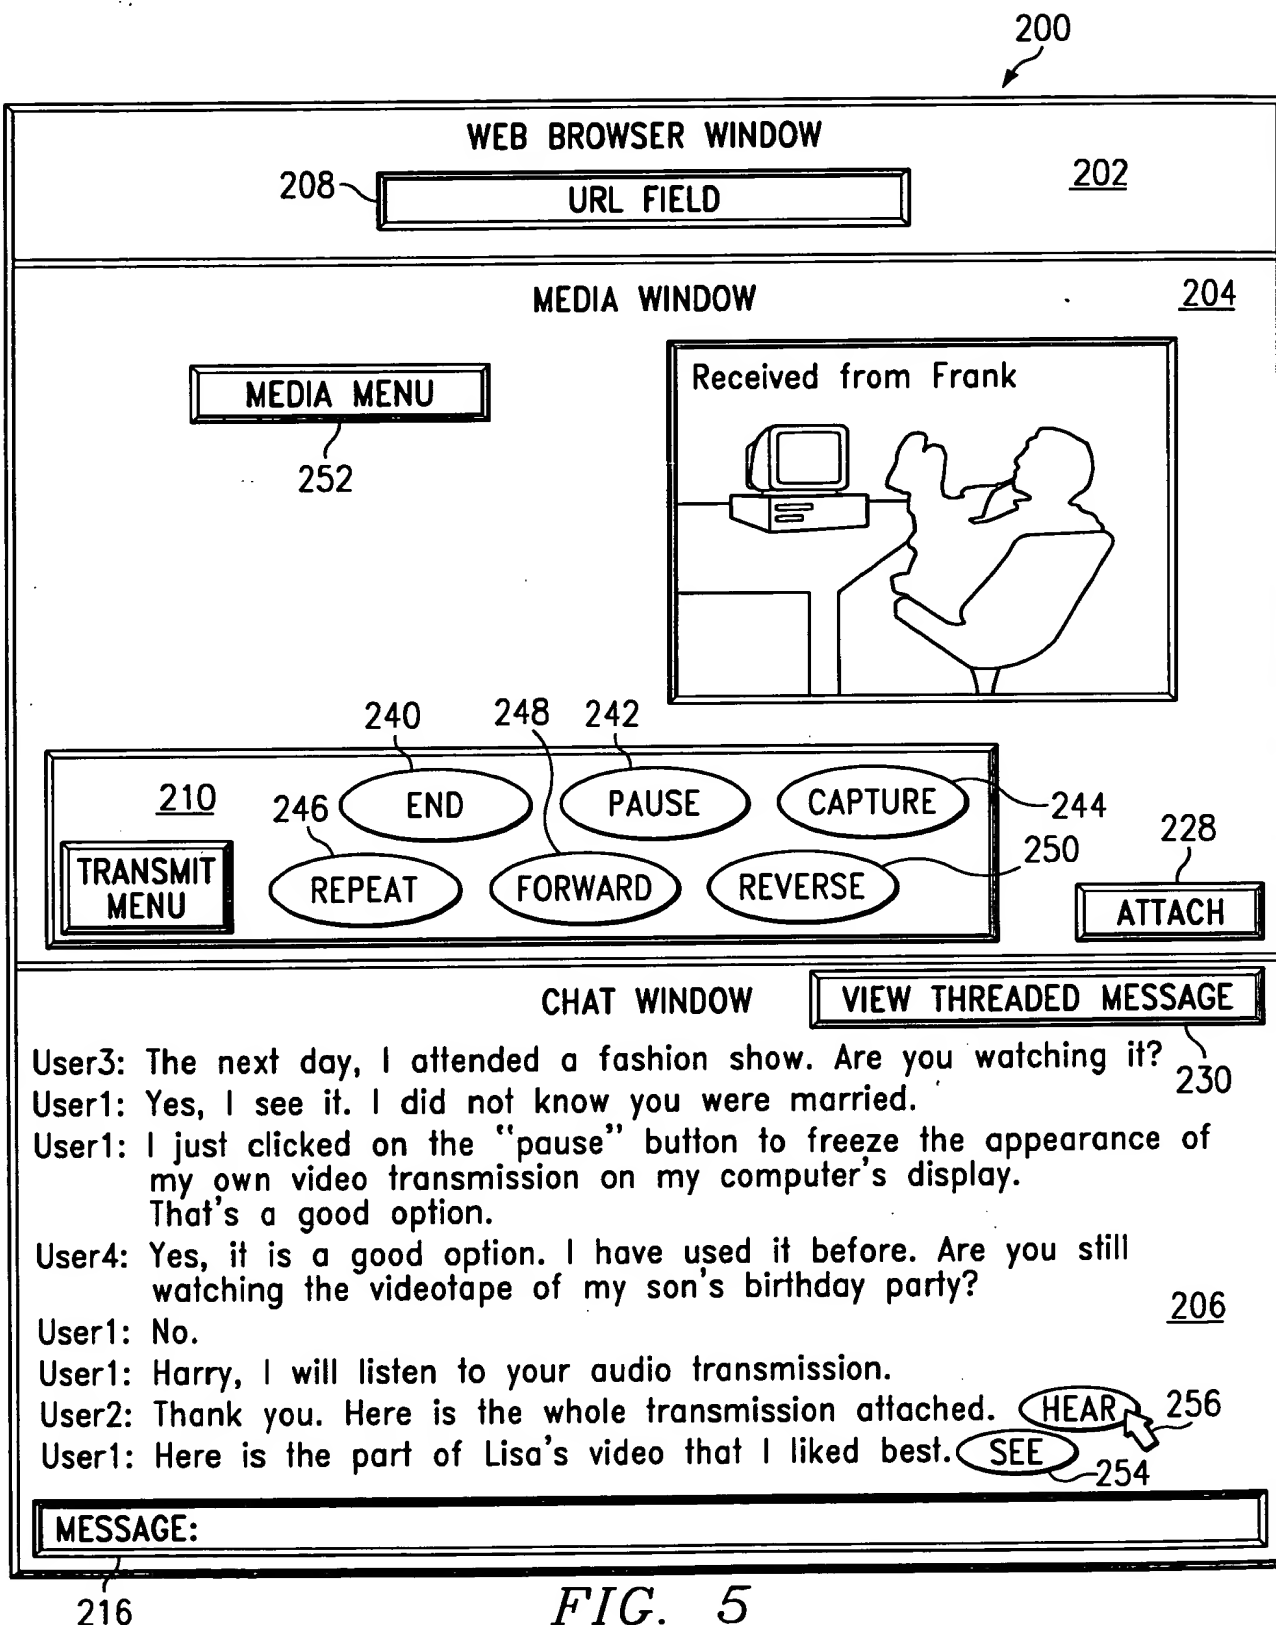 200
WEB BROWSER WINDOW
208
URL FIELD
202
MEDIA WINDOW
204
MEDIA MENU
252
Received from Frank
240
248
242
210
246
END
PAUSE
CAPTURE
244
TRANSMIT
MENU
REPEAT
FORWARD
REVERSE
250
228
ATTACH
CHAT WINDOW
VIEW THREADED MESSAGE
230
User3: The next day, I attended a fashion show. Are you watching it?
User1: Yes, I see it. I did not know you were married.
User1: I just clicked on the "pause" button to freeze the appearance of
my own video transmission on my computer's display.
That's a good option.
User4: Yes, it is a good option. I have used it before. Are you still
watching the videotape of my son's birthday party?
206
User1: No.
User1: Harry, I will listen to your audio transmission.
User2: Thank you. Here is the whole transmission attached. HEAR
256
User1: Here is the part of Lisa's video that I liked best. SEE
254
MESSAGE:
216
FIG. 5